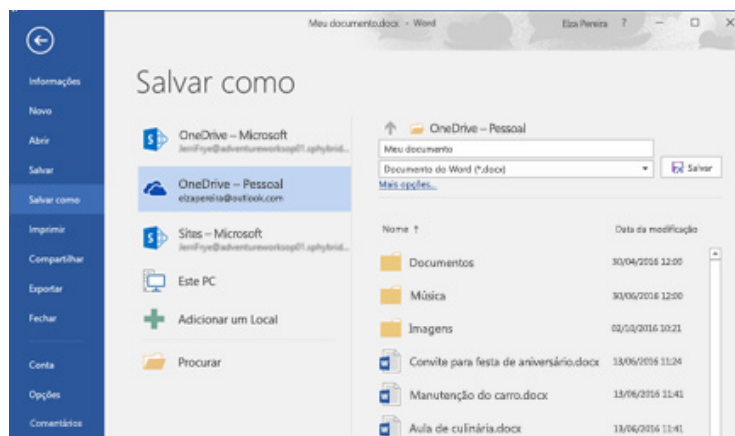 Meu documento.docx - Word
Elza Pereira ?
Informações
Novo
Abrir
Salvar
Salvar como
Imprimir
Compartilhar
Exportar
Fechar
Conta
Opções
Comentários
Salvar como
OneDrive – Microsoft
OneDrive – Pessoal
elzapereira@outlook.com
Sites – Microsoft
Este PC
Adicionar um Local
Procurar
OneDrive – Pessoal
Meu documento
Documento do Word (*.docx)
Salvar
Mais opções...
Nome ↑ Data da modificação
Documentos 30/04/2016 12:00
Música 30/06/2016 12:00
Imagens 02/10/2016 10:21
Convite para festa de aniversário.docx 13/06/2016 11:24
Manutenção do carro.docx 13/06/2016 11:41
Aula de culinária.docx 13/06/2016 11:41